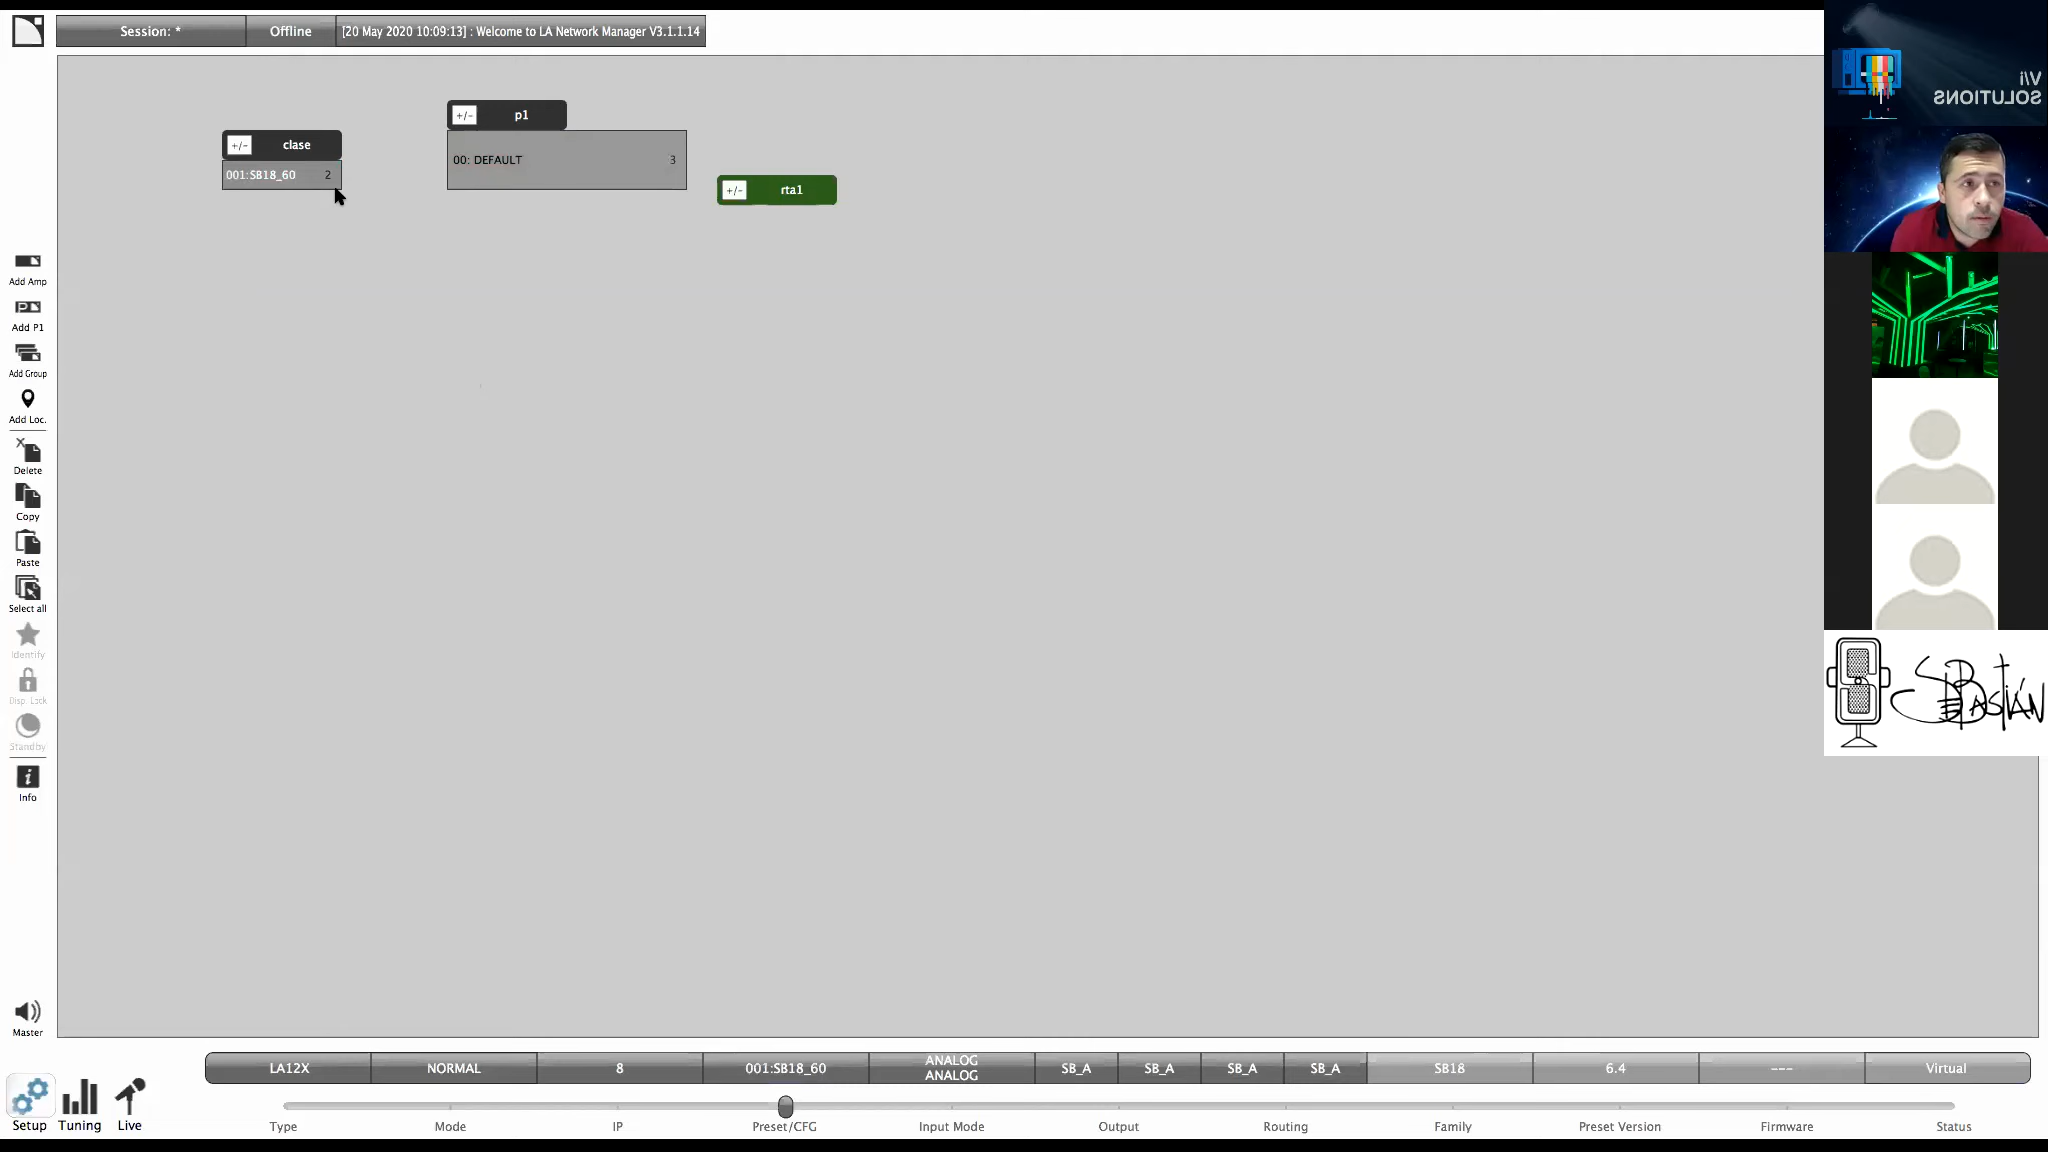 Session: *
Offline
[20 May 2020 10:09:13] : Welcome to LA Network Manager V3.1.1.14
V/i
SOLUTIONS
+/- p1
+/- clase
00: DEFAULT 3
001:SB18_60 2
+/- rta1
Add Amp
P
Add P1
Add Group
Add Loc.
Delete
Copy
Paste
Select all
Identify
Disp. Lock
Standby
i
Info
SEBASTIÁN
Master
LA12X NORMAL 8 001:SB18_60 ANALOG SB_A SB_A SB_A SB_A SB18 6.4 --- Virtual
ANALOG
Setup Tuning Live
Type Mode IP Preset/CFG Input Mode Output Routing Family Preset Version Firmware Status